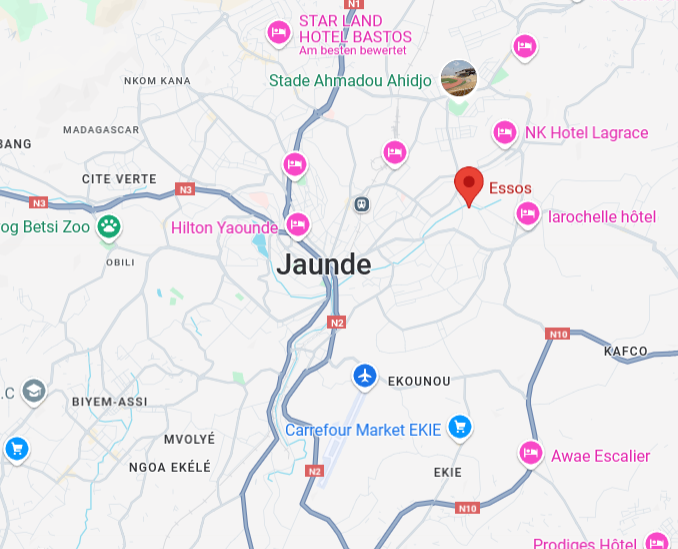 N1
STAR LAND
HOTEL BASTOS
Am besten bewertet
NKOM KANA
Stade Ahmadou Ahidjo
MADAGASCAR
NK Hotel Lagrace
BANG
CITE VERTE
N3
N3
Essos
og Betsi Zoo
Hilton Yaounde
larochelle hôtel
OBILI
Jaunde
N2
N10
KAFCO
.C
EKOUNOU
BIYEM-ASSI
Carrefour Market EKIE
MVOLYÉ
NGOA EKÉLÉ
N2
EKIE
Awae Escalier
N10
Prodiges Hôtel